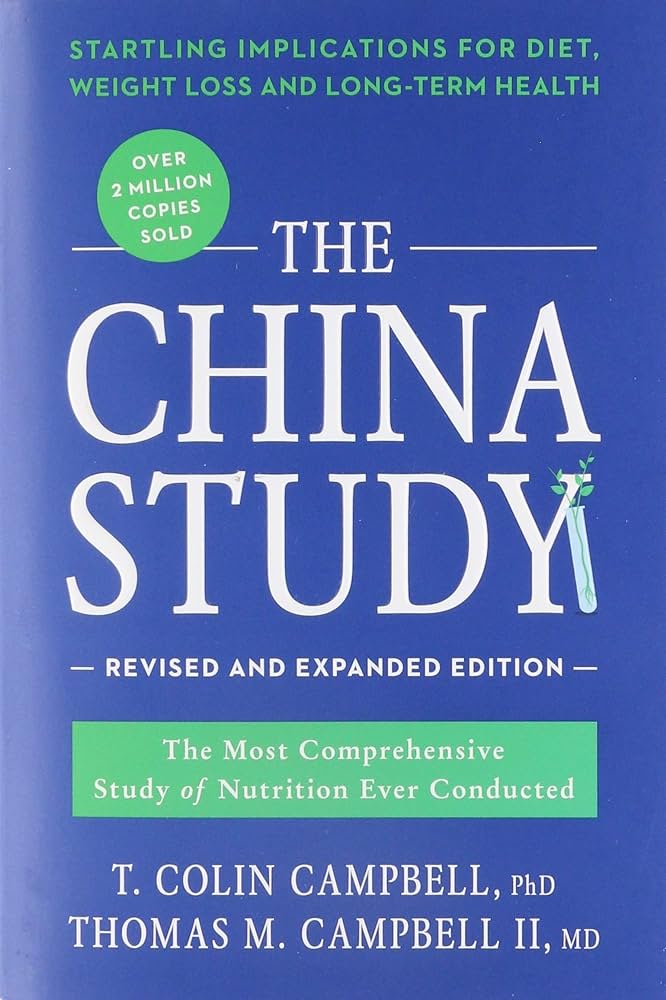 STARTLING IMPLICATIONS FOR DIET,
WEIGHT LOSS AND LONG-TERM HEALTH
OVER
2 MILLION
COPIES
SOLD
THE
CHINA
STUDY
— REVISED AND EXPANDED EDITION —
The Most Comprehensive
Study of Nutrition Ever Conducted
T. COLIN CAMPBELL, PhD
THOMAS M. CAMPBELL II, MD